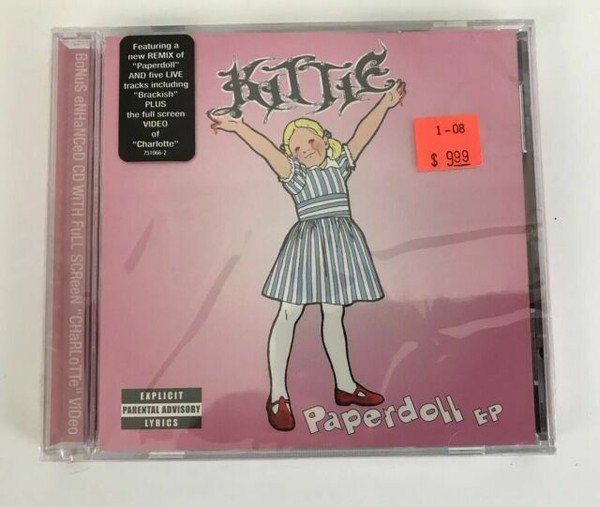 BoNuS eNHaNCeD CD WiTH FuLL SCReeN "CHaRLoTTe" ViDeo
Featuring a
new REMIX of
"Paperdoll"
AND five LIVE
tracks including
"Brackish"
PLUS
the full screen
VIDEO
of
"Charlotte"
751066-2
KiTTiE
1-08
$ 9.99
EXPLICIT
PARENTAL ADVISORY
LYRICS
Paperdoll EP